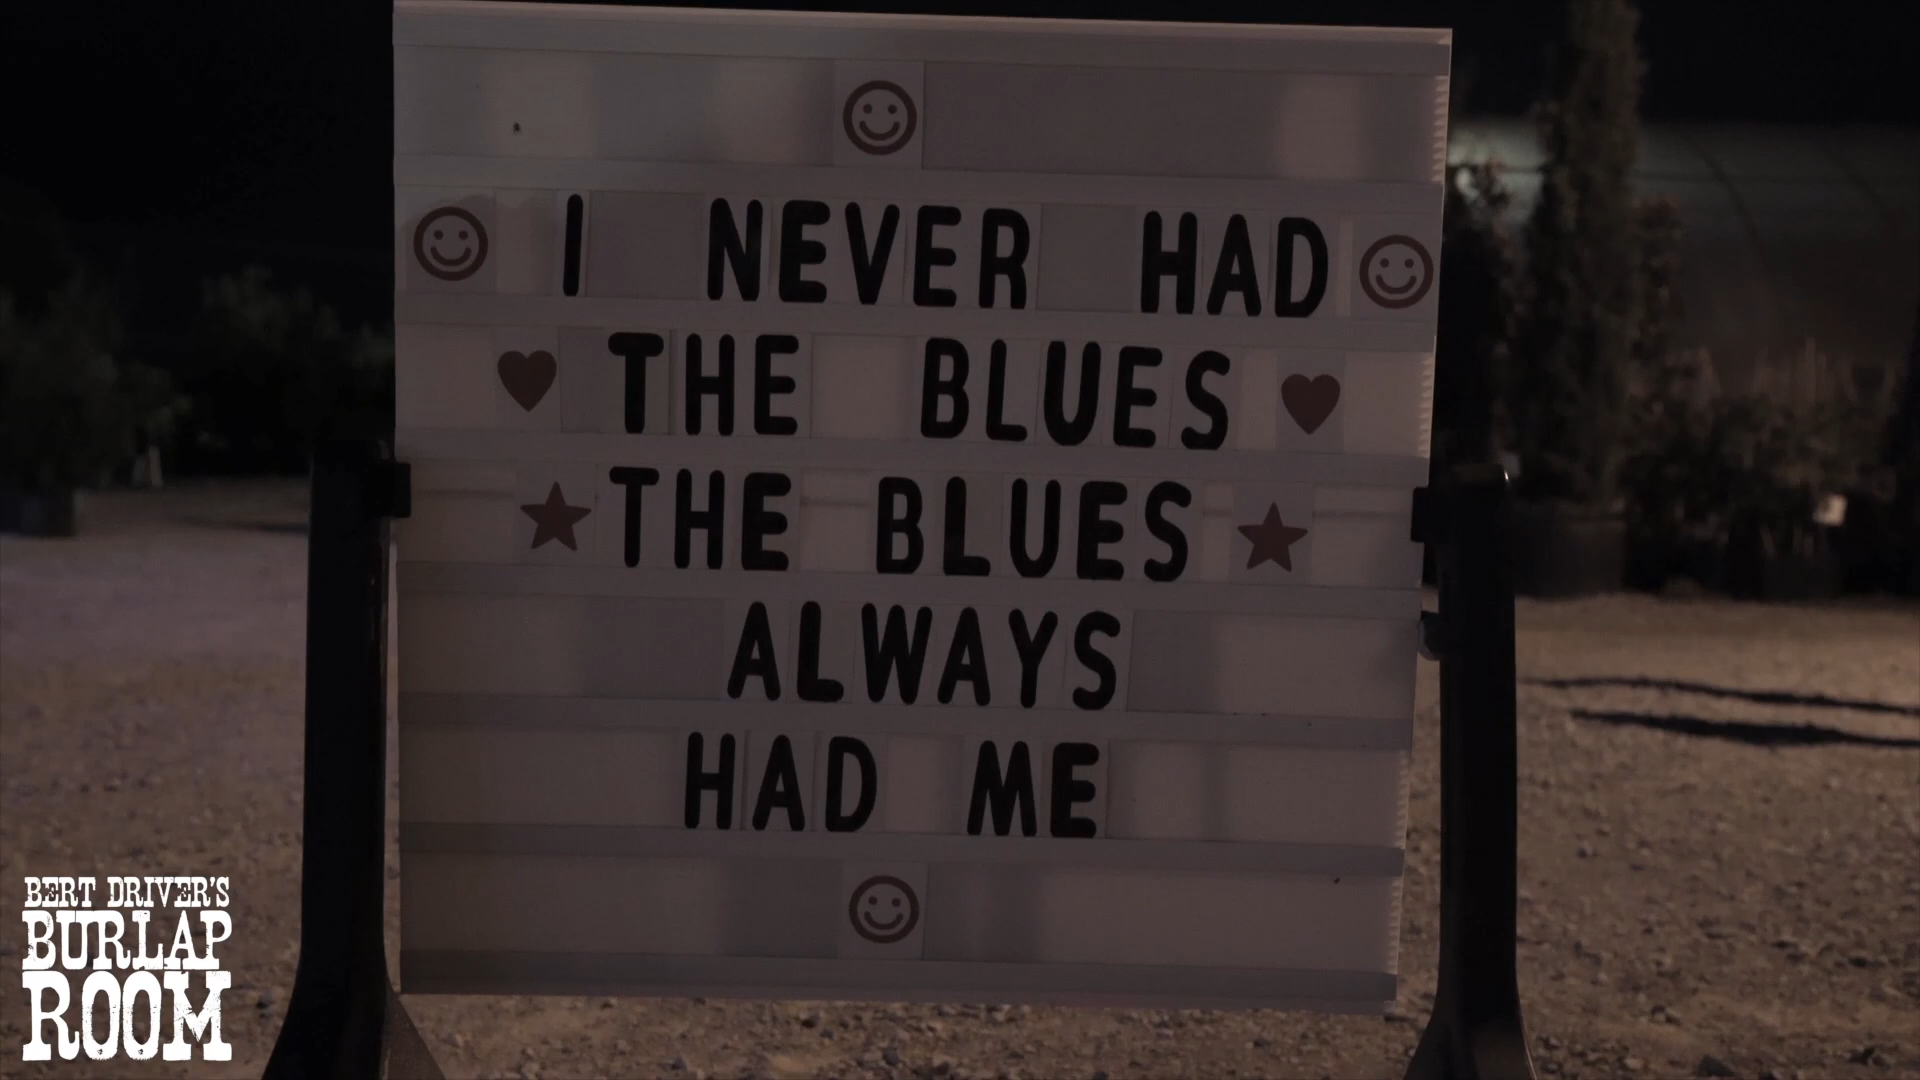 I NEVER HAD
THE BLUES
THE BLUES
ALWAYS
HAD ME
BERT DRIVER'S
BURLAP
ROOM